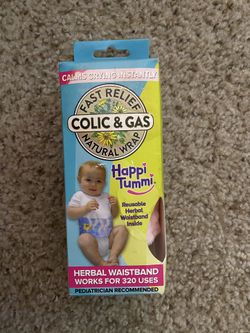 CALMS CRYING INSTANTLY
FAST RELIEF
COLIC & GAS
NATURAL WRAP
Happi
Tummi
Reusable
Herbal
Waistband
Inside
HERBAL WAISTBAND
WORKS FOR 320 USES
PEDIATRICIAN RECOMMENDED